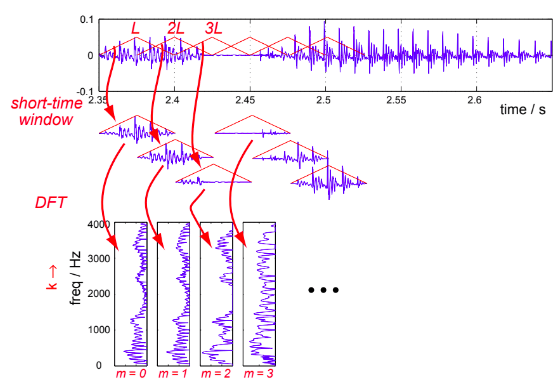 0.1
L 2L 3L
0
-0.1
2.35 2.4 2.45 2.5 2.55 2.6
time / s
short-time
window
DFT
4000
3000
2000
1000
0
k →
freq / Hz
m = 0 m = 1 m = 2 m = 3